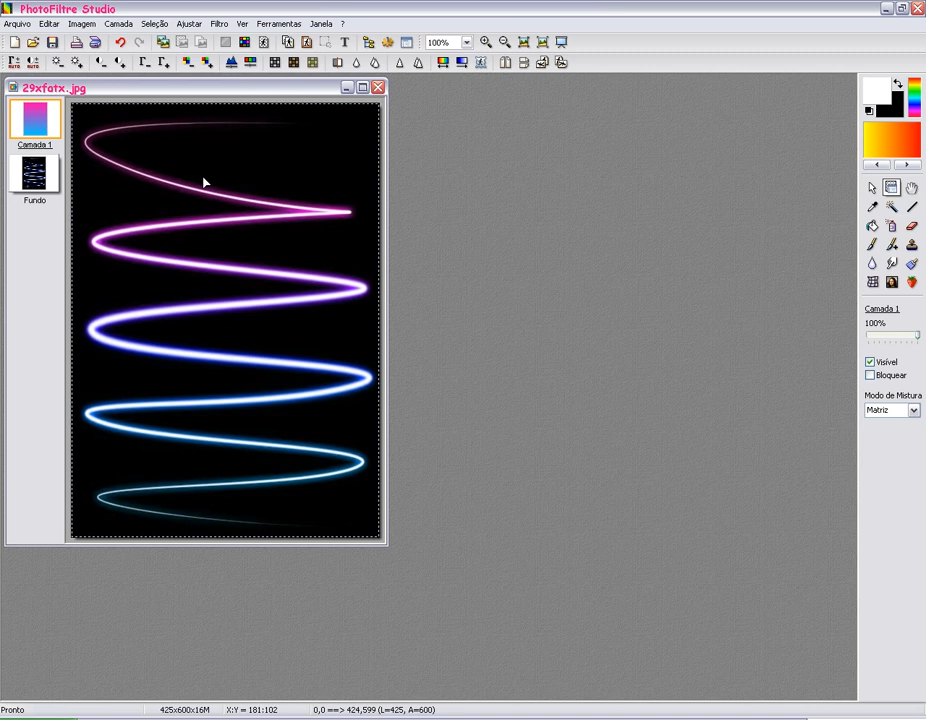 PhotoFiltre Studio
Arquivo Editar Imagem Camada Seleção Ajustar Filtro Ferramentas Janela Ver ?
100%
29xfatx.jpg
Camada 1
Fundo
Camada 1
100%
Visível
Bloquear
Modo de Mistura
Matriz
Pronto 425x600x16M X:Y = 181:102 0,0 ==> 424,599 (L=425, A=600)